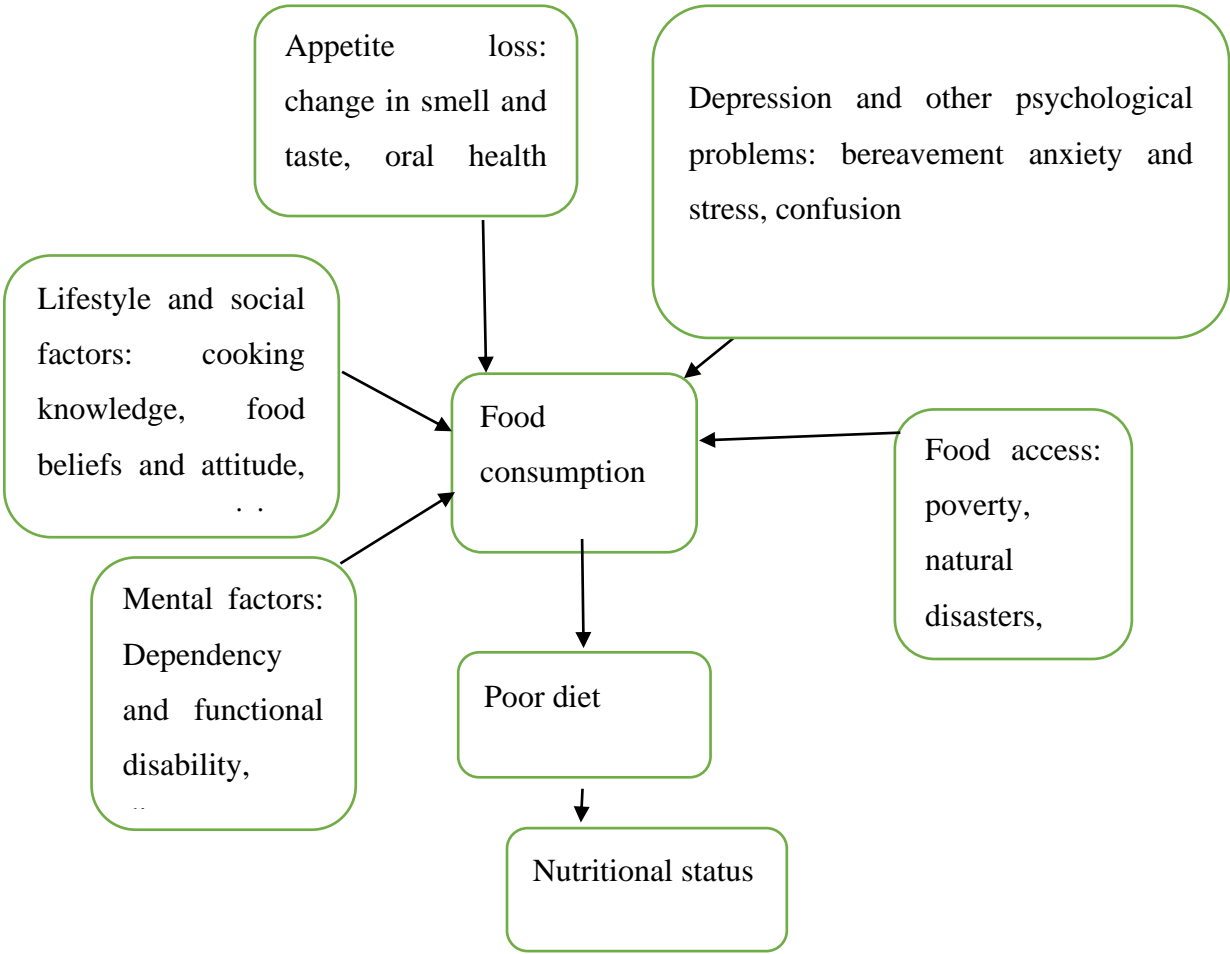 Appetite loss:
change in smell and
taste, oral health
Depression and other psychological
problems: bereavement anxiety and
stress, confusion
Lifestyle and social
factors: cooking
knowledge, food
beliefs and attitude,
Food
consumption
Food access:
poverty,
natural
disasters,
Mental factors:
Dependency
and functional
disability,
Poor diet
Nutritional status